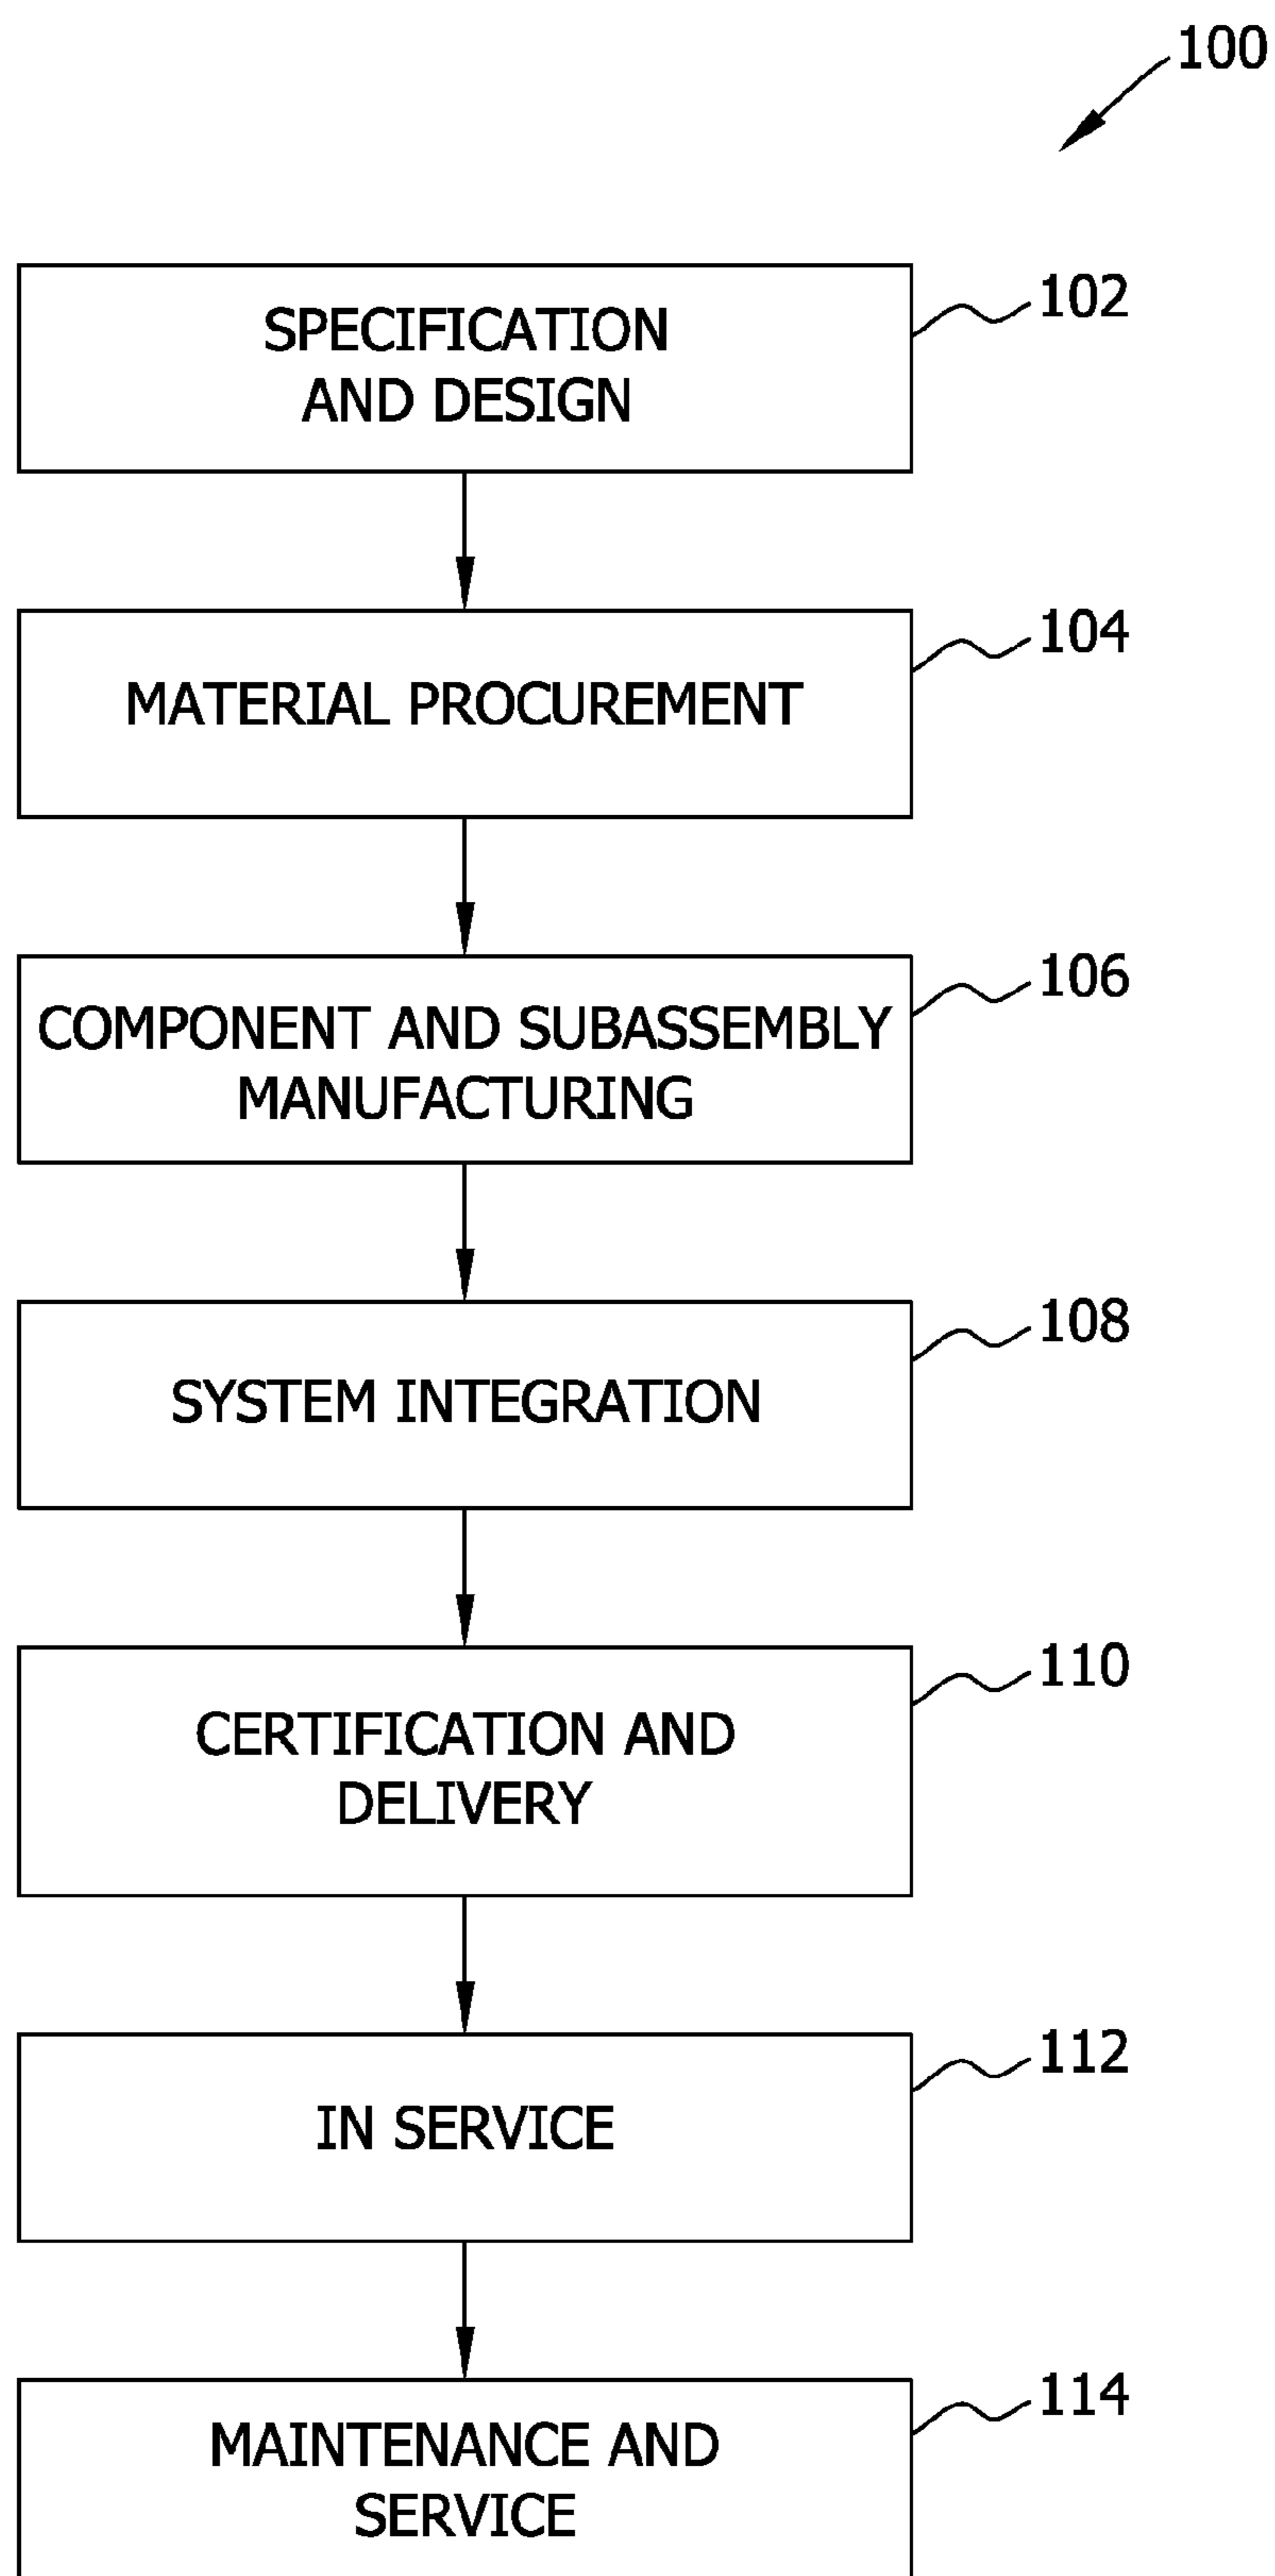 100
SPECIFICATION
AND DESIGN
102
MATERIAL PROCUREMENT
104
COMPONENT AND SUBASSEMBLY
MANUFACTURING
106
SYSTEM INTEGRATION
108
CERTIFICATION AND
DELIVERY
110
IN SERVICE
112
MAINTENANCE AND
SERVICE
114